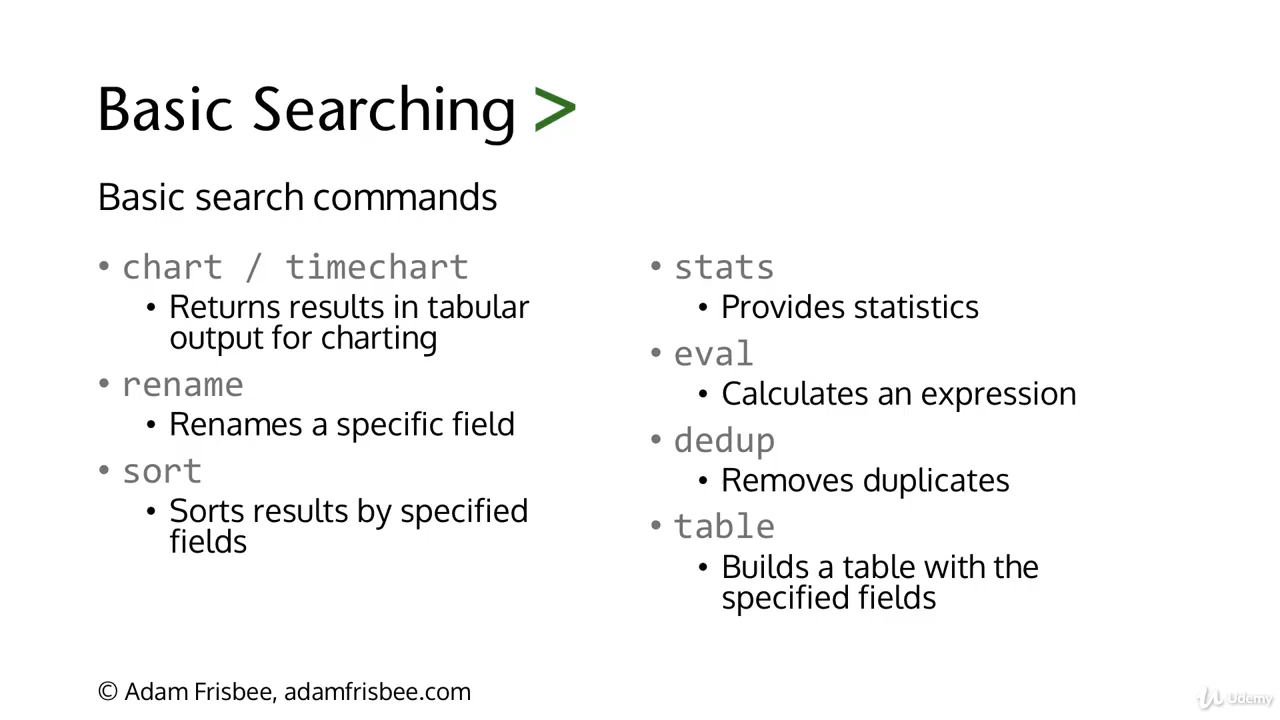 Basic Searching >
Basic search commands
• chart / timechart
• Returns results in tabular
output for charting
• rename
• Renames a specific field
• sort
• Sorts results by specified
fields
• stats
• Provides statistics
• eval
• Calculates an expression
• dedup
• Removes duplicates
• table
• Builds a table with the
specified fields
© Adam Frisbee, adamfrisbee.com
Udemy